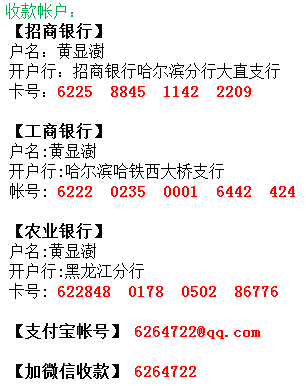 收款帐户:
【招商银行】
户名: 黄显澍
开户行: 招商银行哈尔滨分行大直支行
卡号: 6225 8845 1142 2209
【工商银行】
户名:黄显澍
开户行:哈尔滨哈铁西大桥支行
帐号: 6222 0235 0001 6442 424
【农业银行】
户名:黄显澍
开户行:黑龙江分行
卡号: 622848 0178 0502 86776
【支付宝帐号】 6264722@qq.com
【加微信收款】 6264722